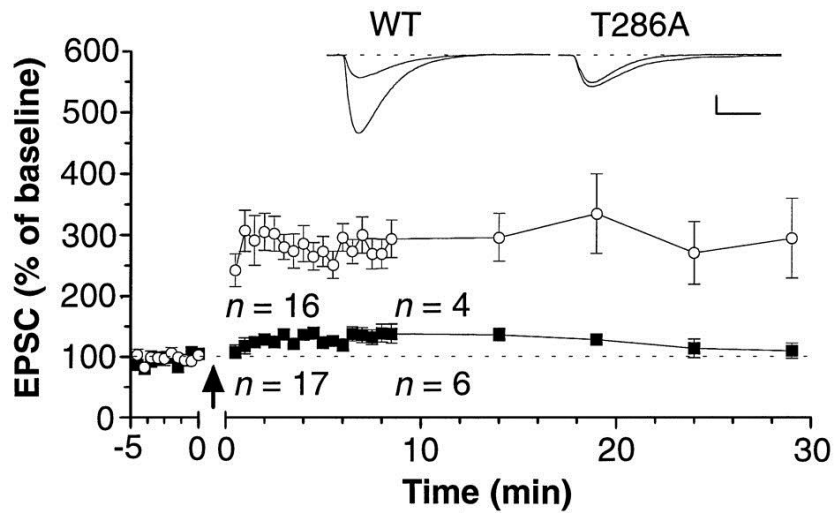 WT T286A
600
500
400
300
200
100
0
EPSC (% of baseline)
n = 16 n = 4
n = 17 n = 6
-5 0 0 10 20 30
Time (min)